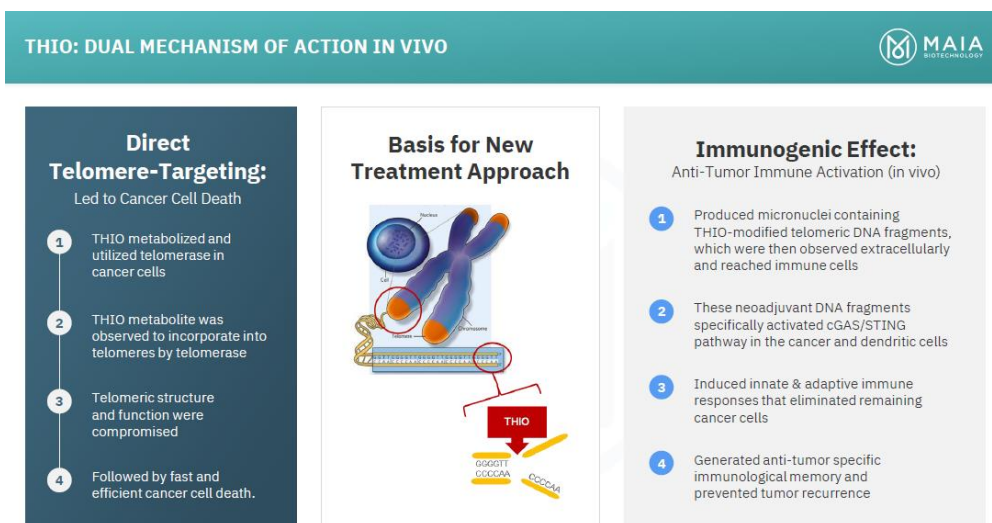 THIO: DUAL MECHANISM OF ACTION IN VIVO
MAIA
BIOTECHNOLOGY
Direct
Telomere-Targeting:
Led to Cancer Cell Death
1
THIO metabolized and
utilized telomerase in
cancer cells
2
THIO metabolite was
observed to incorporate into
telomeres by telomerase
3
Telomeric structure
and function were
compromised
4
Followed by fast and
efficient cancer cell death.
Basis for New
Treatment Approach
Nucleus
Cell
Chromosome
Telomere
THIO
GGGGTT
CCCCAA
CCCCAA
Immunogenic Effect:
Anti-Tumor Immune Activation (in vivo)
1
Produced micronuclei containing
THIO-modified telomeric DNA fragments,
which were then observed extracellularly
and reached immune cells
2
These neoadjuvant DNA fragments
specifically activated cGAS/STING
pathway in the cancer and dendritic cells
3
Induced innate & adaptive immune
responses that eliminated remaining
cancer cells
4
Generated anti-tumor specific
immunological memory and
prevented tumor recurrence